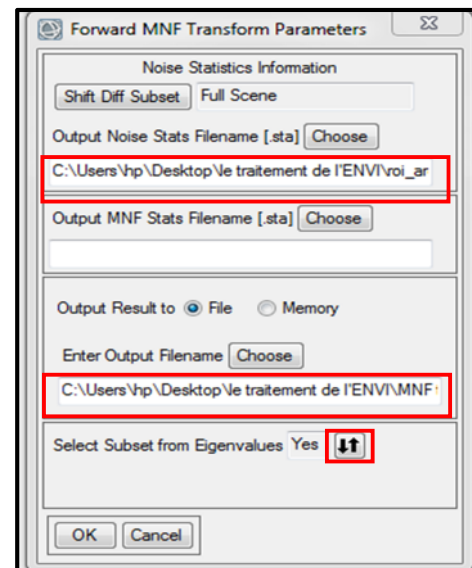 Forward MNF Transform Parameters
Noise Statistics Information
Shift Diff Subset Full Scene
Output Noise Stats Filename [.sta] Choose
C:\Users\hp\Desktop\le traitement de l'ENVI\roi_ar
Output MNF Stats Filename [.sta] Choose
Output Result to File Memory
Enter Output Filename Choose
C:\Users\hp\Desktop\le traitement de l'ENVI\MNF
Select Subset from Eigenvalues Yes
OK Cancel